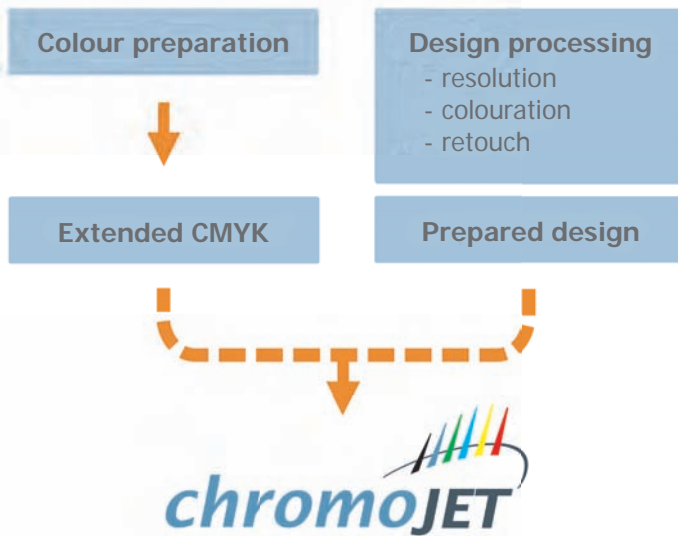 Colour preparation
Design processing
- resolution
- colouration
- retouch
Extended CMYK
Prepared design
chromoJET